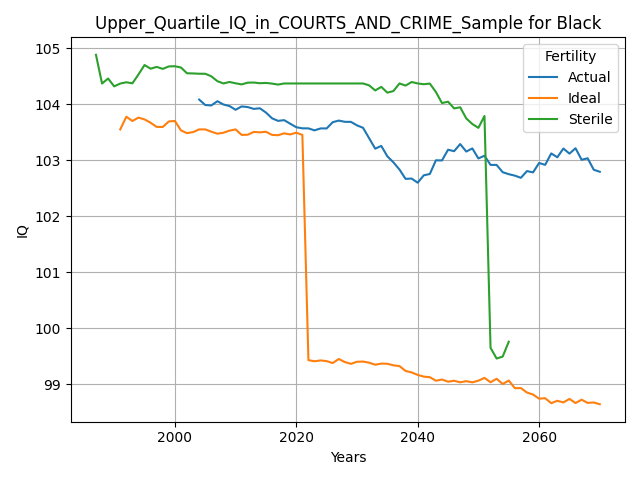 Upper_Quartile_IQ_in_COURTS_AND_CRIME_Sample for Black
Fertility
Actual
Ideal
Sterile
IQ
105
104
103
102
101
100
99
2000 2020 2040 2060
Years